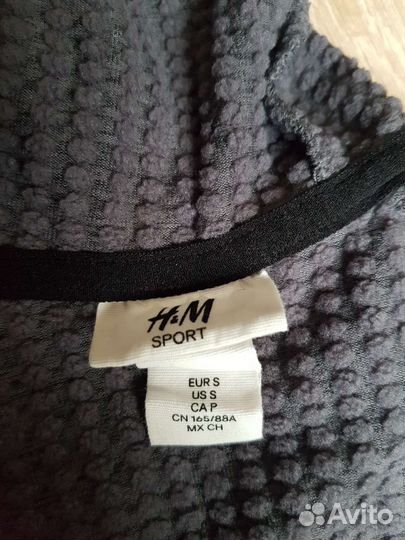 H&M
SPORT
EUR S
US S
CA P
CN 165/88A
MX CH
Avito